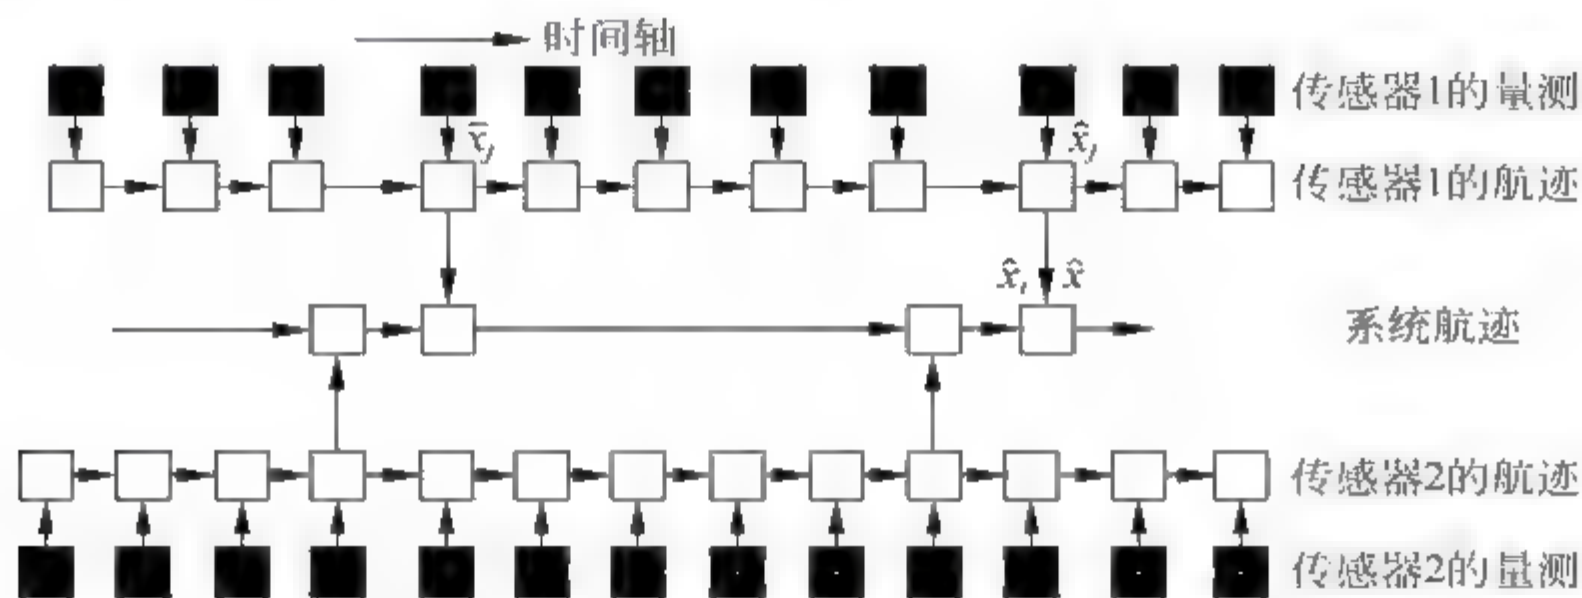 时间轴
传感器1的量测
x̄ⱼ
x̂ⱼ
传感器1的航迹
x̂ᵢ x̂
系统航迹
传感器2的航迹
传感器2的量测